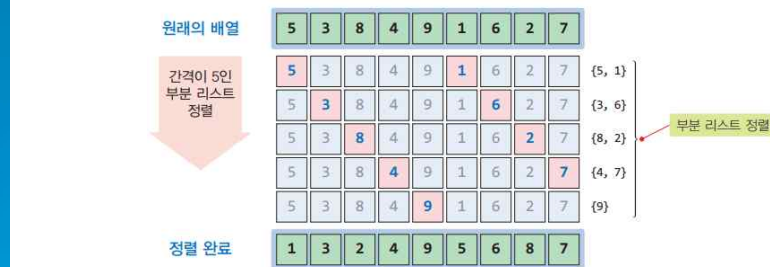 원래의 배열 5 3 8 4 9 1 6 2 7
간격이 5인
부분 리스트
정렬
5 3 8 4 9 1 6 2 7 {5, 1}
5 3 8 4 9 1 6 2 7 {3, 6}
5 3 8 4 9 1 6 2 7 {8, 2}
5 3 8 4 9 1 6 2 7 {4, 7}
5 3 8 4 9 1 6 2 7 {9}
부분 리스트 정렬
정렬 완료 1 3 2 4 9 5 6 8 7